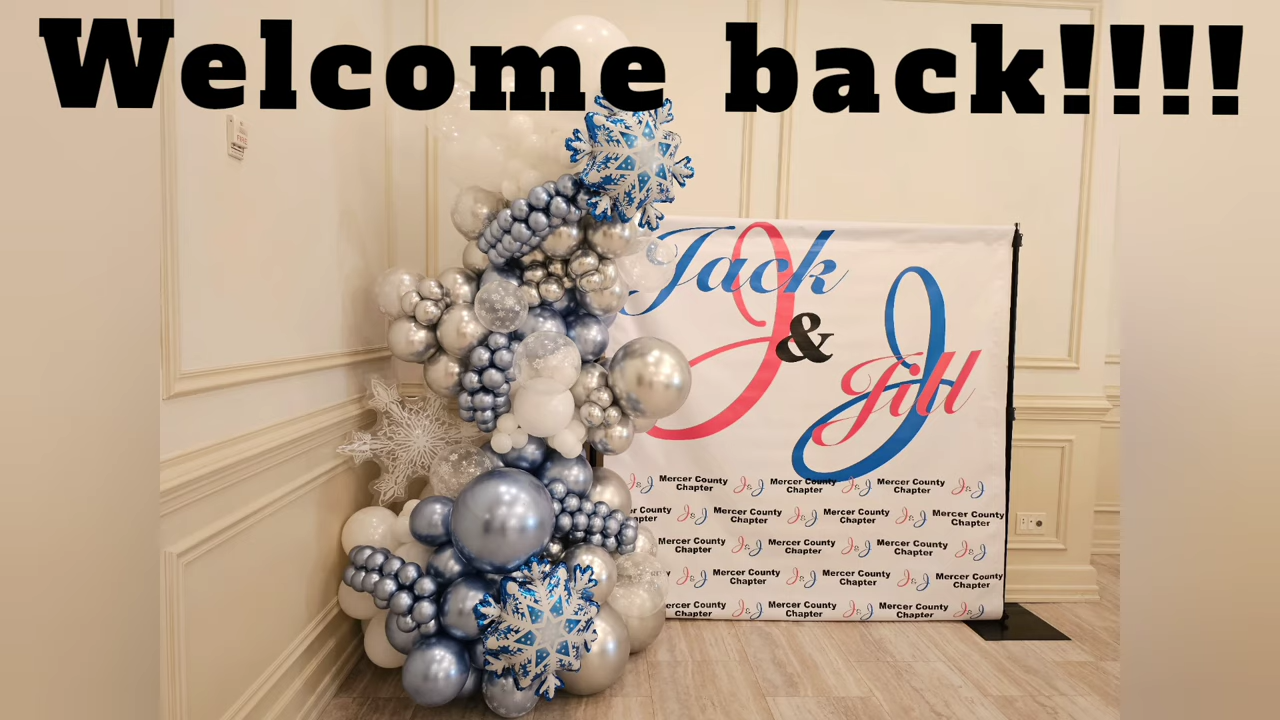 Welcome back!!!!
FIRE
Jack
&
Jill
J&J Mercer County Chapter J&J Mercer County Chapter J&J Mercer County Chapter J&J
Mercer County Chapter J&J Mercer County Chapter J&J Mercer County Chapter J&J Mercer County Chapter
Mercer County Chapter J&J Mercer County Chapter J&J Mercer County Chapter J&J
J&J Mercer County Chapter J&J Mercer County Chapter J&J Mercer County Chapter
Mercer County Chapter J&J Mercer County Chapter J&J Mercer County Chapter J&J